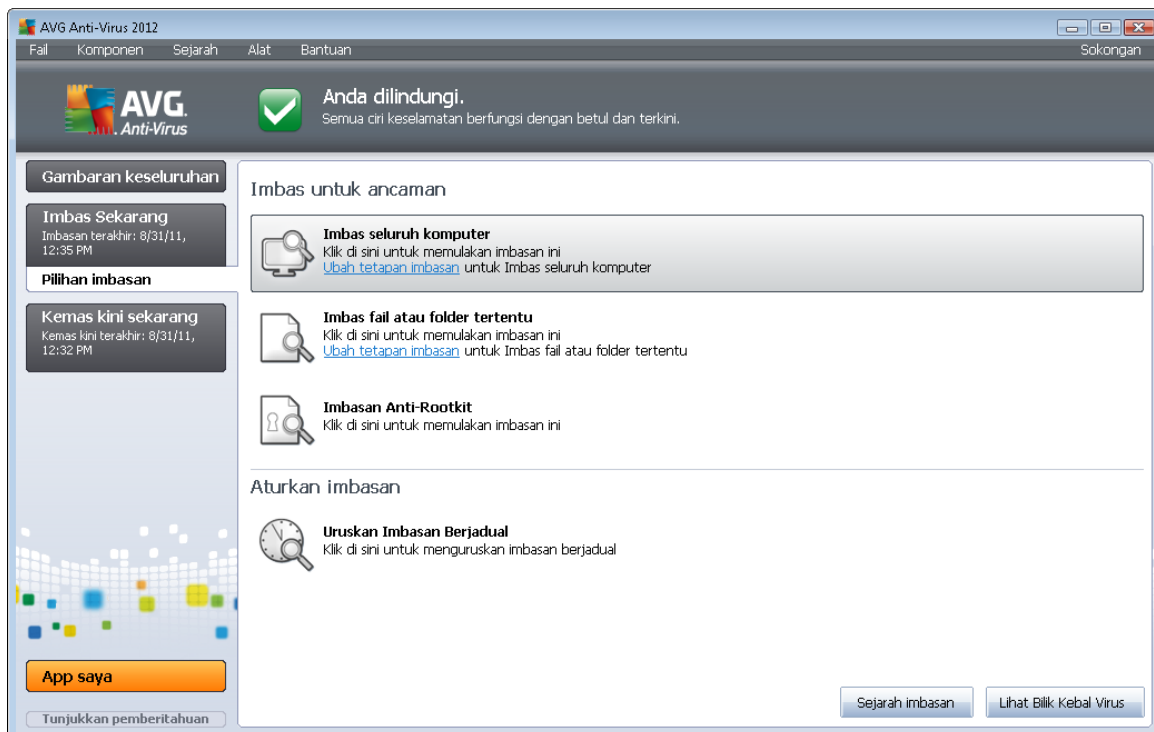 AVG Anti-Virus 2012
Fail Komponen Sejarah Alat Bantuan Sokongan
AVG.
Anti-Virus
Anda dilindungi.
Semua ciri keselamatan berfungsi dengan betul dan terkini.
Gambaran keseluruhan
Imbas Sekarang
Imbasan terakhir: 8/31/11,
12:35 PM
Pilihan imbasan
Kemas kini sekarang
Kemas kini terakhir: 8/31/11,
12:32 PM
App saya
Tunjukkan pemberitahuan
Imbas untuk ancaman
Imbas seluruh komputer
Klik di sini untuk memulakan imbasan ini
Ubah tetapan imbasan untuk Imbas seluruh komputer
Imbas fail atau folder tertentu
Klik di sini untuk memulakan imbasan ini
Ubah tetapan imbasan untuk Imbas fail atau folder tertentu
Imbasan Anti-Rootkit
Klik di sini untuk memulakan imbasan ini
Aturkan imbasan
Uruskan Imbasan Berjadual
Klik di sini untuk menguruskan imbasan berjadual
Sejarah imbasan
Lihat Bilik Kebal Virus